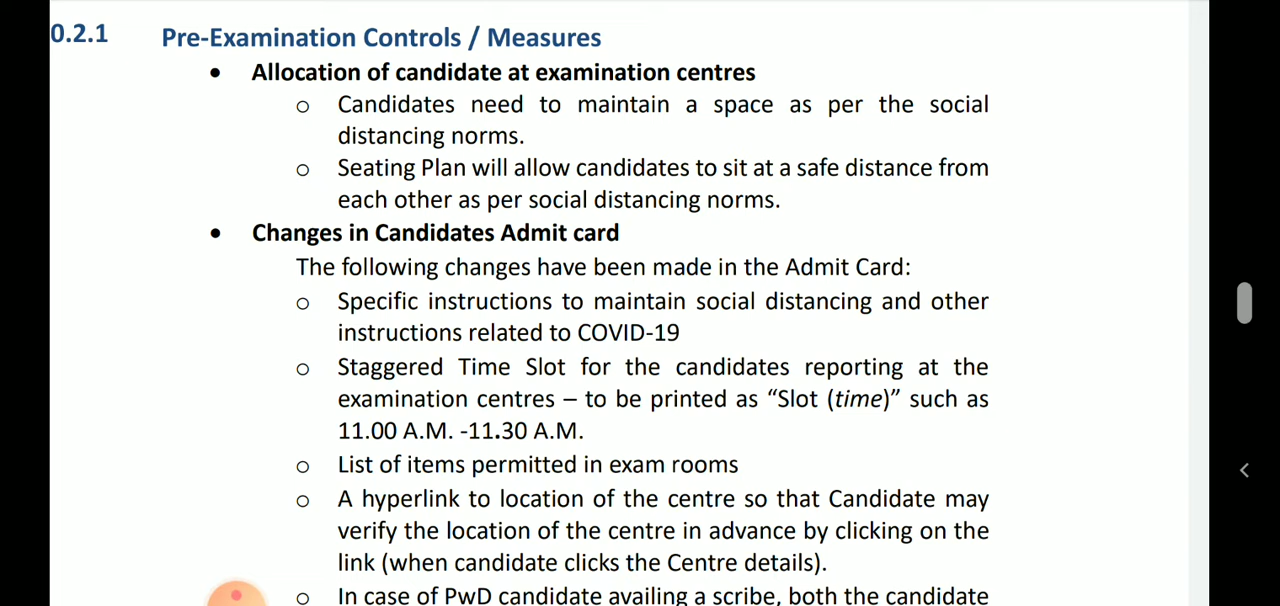 0.2.1 Pre-Examination Controls / Measures
• Allocation of candidate at examination centres
o Candidates need to maintain a space as per the social
distancing norms.
o Seating Plan will allow candidates to sit at a safe distance from
each other as per social distancing norms.
• Changes in Candidates Admit card
The following changes have been made in the Admit Card:
o Specific instructions to maintain social distancing and other
instructions related to COVID-19
o Staggered Time Slot for the candidates reporting at the
examination centres – to be printed as “Slot (time)” such as
11.00 A.M. -11.30 A.M.
o List of items permitted in exam rooms
o A hyperlink to location of the centre so that Candidate may
verify the location of the centre in advance by clicking on the
link (when candidate clicks the Centre details).
o In case of PwD candidate availing a scribe, both the candidate